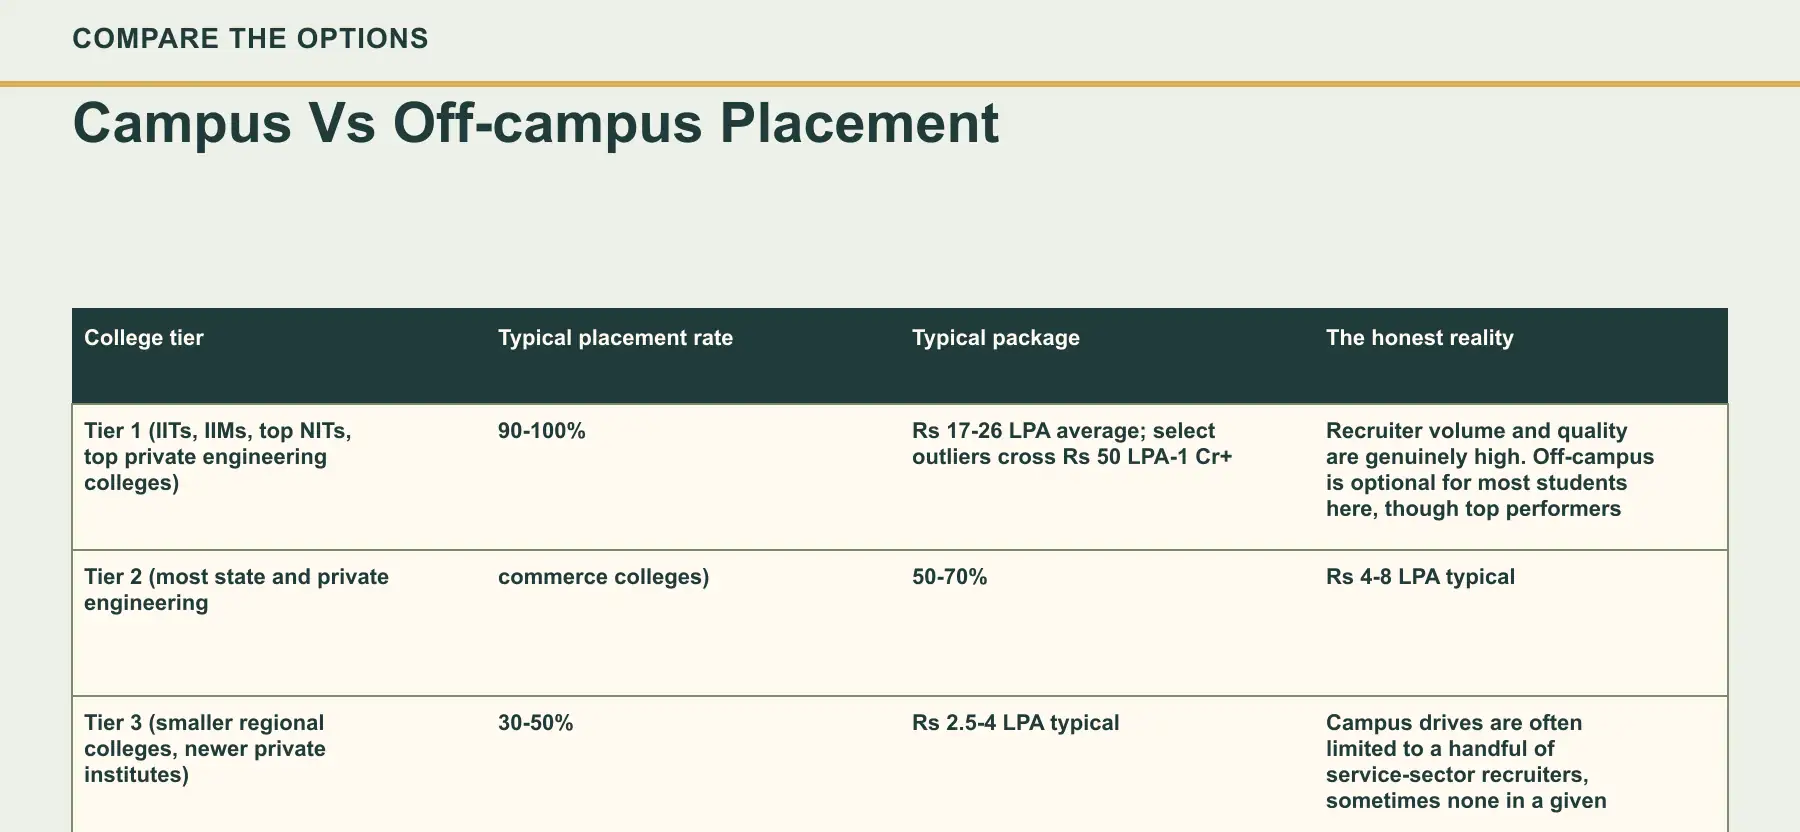 COMPARE THE OPTIONS
Campus Vs Off-campus Placement
College tier
Typical placement rate
Typical package
The honest reality
Tier 1 (IITs, IIMs, top NITs,
top private engineering
colleges)
90-100%
Rs 17-26 LPA average; select
outliers cross Rs 50 LPA-1 Cr+
Recruiter volume and quality
are genuinely high. Off-campus
is optional for most students
here, though top performers
Tier 2 (most state and private
engineering
commerce colleges)
50-70%
Rs 4-8 LPA typical
Tier 3 (smaller regional
colleges, newer private
institutes)
30-50%
Rs 2.5-4 LPA typical
Campus drives are often
limited to a handful of
service-sector recruiters,
sometimes none in a given